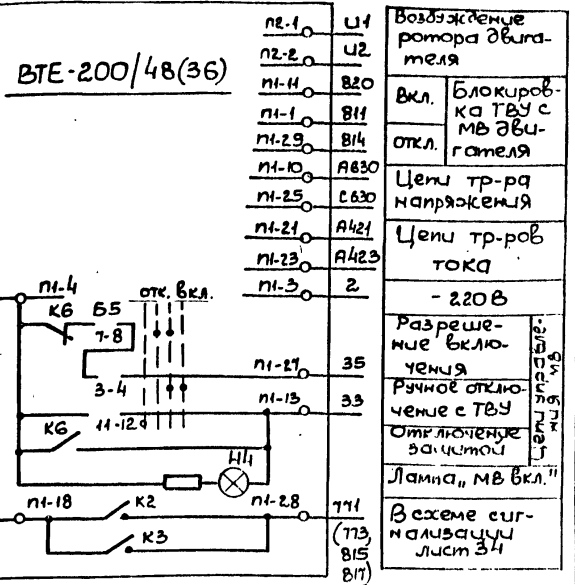 ВТЕ-200/48(36)
П2-1 U1
П2-2 U2
П1-11 820
П1-1 811
П1-29 814
П1-10 А630
П1-25 С630
П1-21 А421
П1-23 А423
П1-3 2
Возбуждение
ротора двига-
теля
Вкл.
Откл.
Блокиров-
ка ТВУ с
МВ дви-
гателя
Цепи тр-ра
напряжения
Цепи тр-ров
тока
- 220 В
П1-4
К6 Б5
7-8
отк. вкл.
3-4
П1-27 35
11-12
П1-13 33
К6
НЧ
П1-18 К2 П1-28 771
К3
(773,
815
817)
Разреше-
ние вклю-
чения
Ручное отклю-
чение с ТВУ
Отключение
защитой
Лампа „МВ вкл."
В схеме сиг-
нализации
лист 34